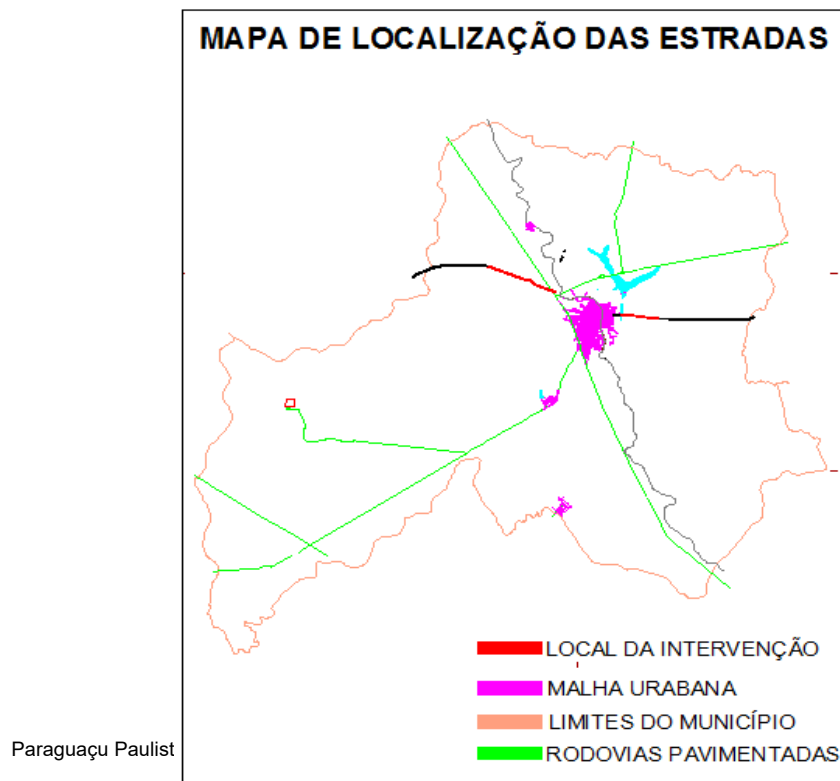 MAPA DE LOCALIZAÇÃO DAS ESTRADAS
LOCAL DA INTERVENÇÃO
MALHA URABANA
LIMITES DO MUNICÍPIO
RODOVIAS PAVIMENTADAS
Paraguaçu Paulist